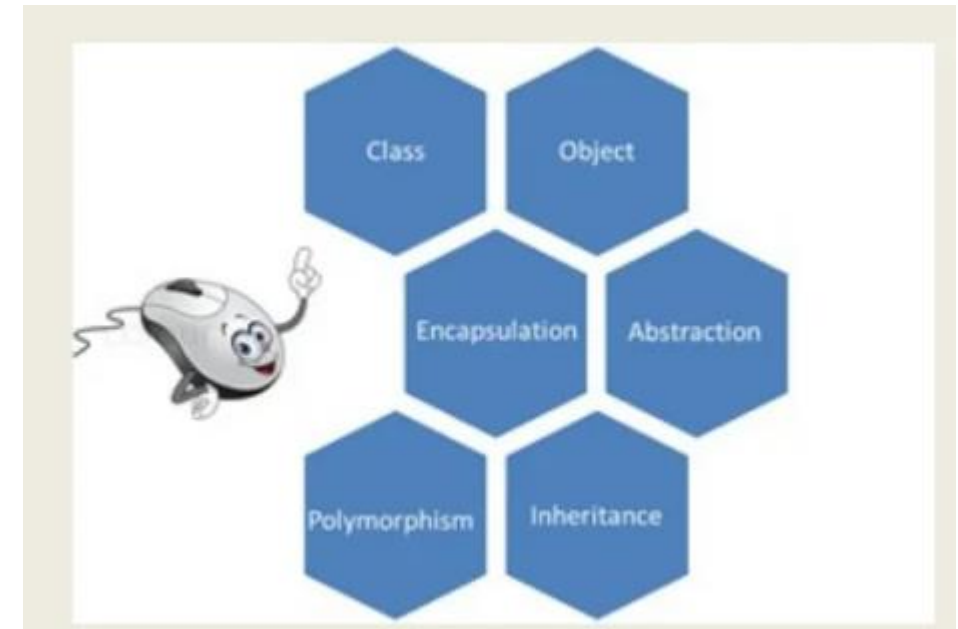 Class
Object
Encapsulation
Abstraction
Polymorphism
Inheritance